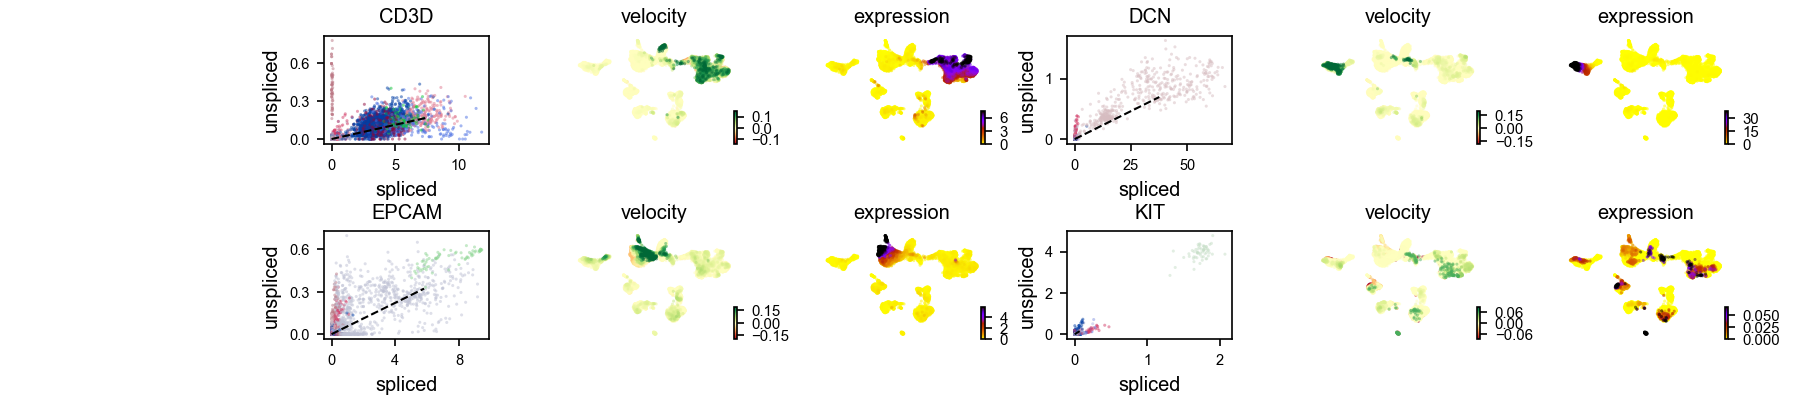 CD3D
velocity
expression
DCN
velocity
expression
unspliced
0.6
0.3
0.0
0
5
10
spliced
0.1
0.0
−0.1
6
3
0
unspliced
1
0
0
25
50
spliced
0.15
0.00
−0.15
30
15
0
EPCAM
velocity
expression
KIT
velocity
expression
unspliced
0.6
0.3
0.0
0
4
8
spliced
0.15
0.00
−0.15
4
2
0
unspliced
4
2
0
0
1
2
spliced
0.06
0.00
−0.06
0.050
0.025
0.000